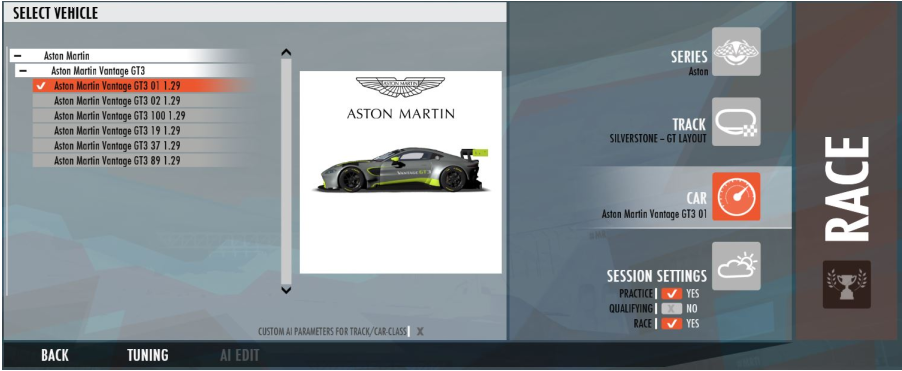 SELECT VEHICLE
Aston Martin
Aston Martin Vantage GT3
Aston Martin Vantage GT3 01 1.29
Aston Martin Vantage GT3 02 1.29
Aston Martin Vantage GT3 100 1.29
Aston Martin Vantage GT3 19 1.29
Aston Martin Vantage GT3 37 1.29
Aston Martin Vantage GT3 89 1.29
ASTON MARTIN
ASTON MARTIN
Vantage GT3
CUSTOM AI PARAMETERS FOR TRACK/CAR-CLASS X
SERIES
Aston
TRACK
SILVERSTONE – GT LAYOUT
CAR
Aston Martin Vantage GT3 01
SESSION SETTINGS
PRACTICE YES
QUALIFYING X NO
RACE YES
RACE
BACK TUNING AI EDIT